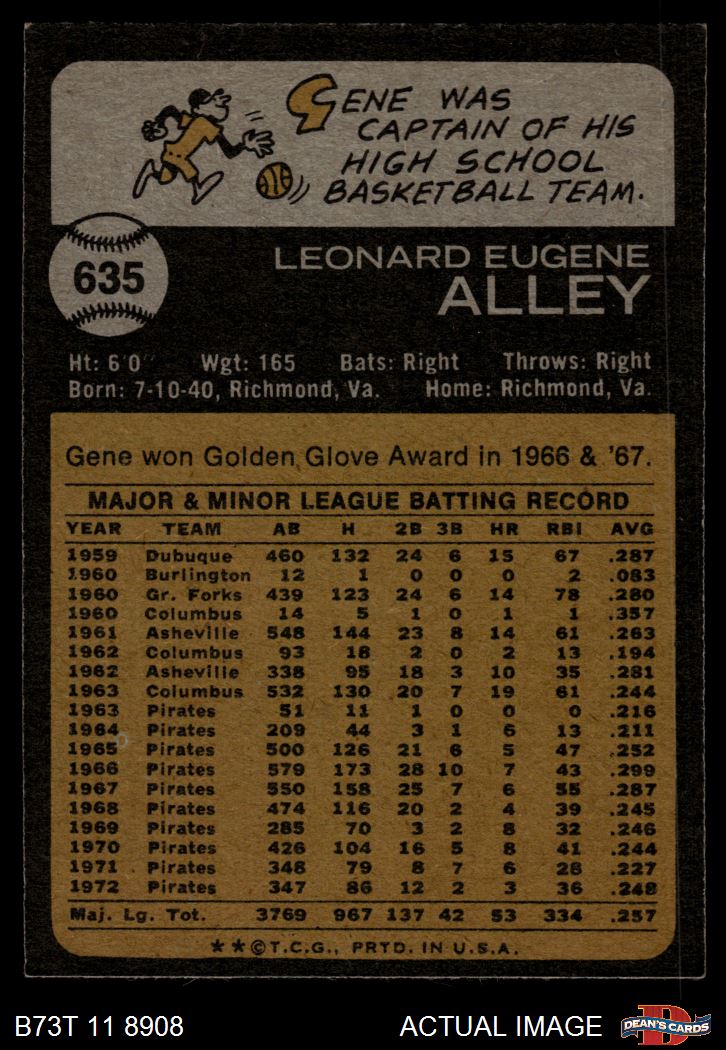 GENE WAS
CAPTAIN OF HIS
HIGH SCHOOL
BASKETBALL TEAM.
635
LEONARD EUGENE
ALLEY
Ht: 6'0" Wgt: 165 Bats: Right Throws: Right
Born: 7-10-40, Richmond, Va. Home: Richmond, Va.
Gene won Golden Glove Award in 1966 & '67.
MAJOR & MINOR LEAGUE BATTING RECORD
YEAR TEAM AB H 2B 3B HR RBI AVG
1959 Dubuque 460 132 24 6 15 67 .287
1960 Burlington 12 1 0 0 0 2 .083
1960 Gr. Forks 439 123 24 6 14 78 .280
1960 Columbus 14 5 1 0 1 1 .357
1961 Asheville 548 144 23 8 14 61 .263
1962 Columbus 93 18 2 0 2 13 .194
1962 Asheville 338 95 18 3 10 35 .281
1963 Columbus 532 130 20 7 19 61 .244
1963 Pirates 51 11 1 0 0 0 .216
1964 Pirates 209 44 3 1 6 13 .211
1965 Pirates 500 126 21 6 5 47 .252
1966 Pirates 579 173 28 10 7 43 .299
1967 Pirates 550 158 25 7 6 55 .287
1968 Pirates 474 116 20 2 4 39 .245
1969 Pirates 285 70 3 2 8 32 .246
1970 Pirates 426 104 16 5 8 41 .244
1971 Pirates 348 79 8 7 6 28 .227
1972 Pirates 347 86 12 2 3 36 .248
Maj. Lg. Tot. 3769 967 137 42 53 334 .257
**©T.C.G., PRTD. IN U.S.A.
B73T 11 8908 ACTUAL IMAGE D DEAN'S CARDS